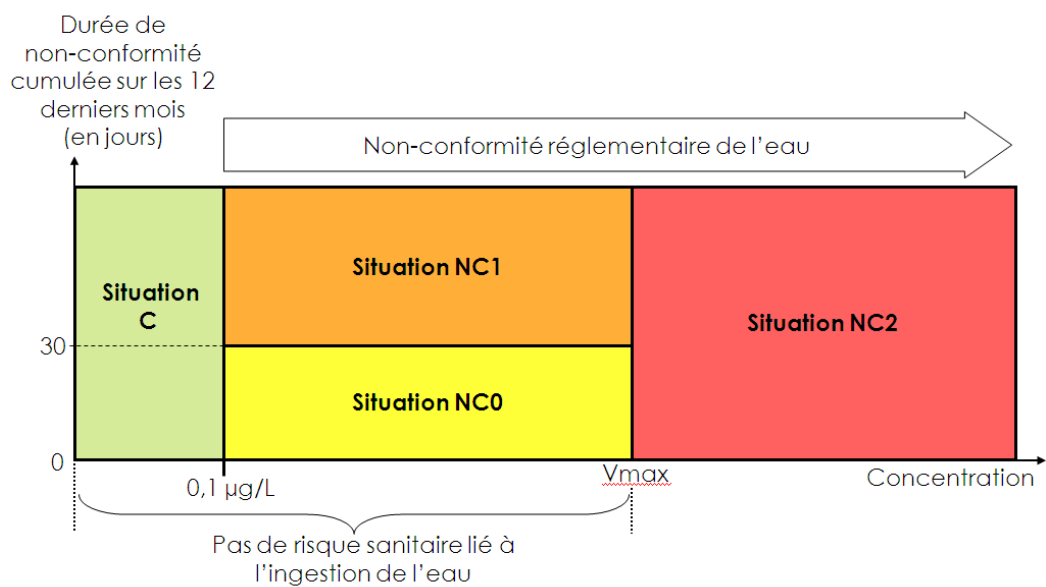 Durée de
non-conformité
cumulée sur les 12
derniers mois
(en jours)
Non-conformité réglementaire de l'eau
Situation NC1
Situation
C
Situation NC2
30
Situation NC0
0
0,1 µg/L
Vmax
Concentration
Pas de risque sanitaire lié à
l'ingestion de l'eau